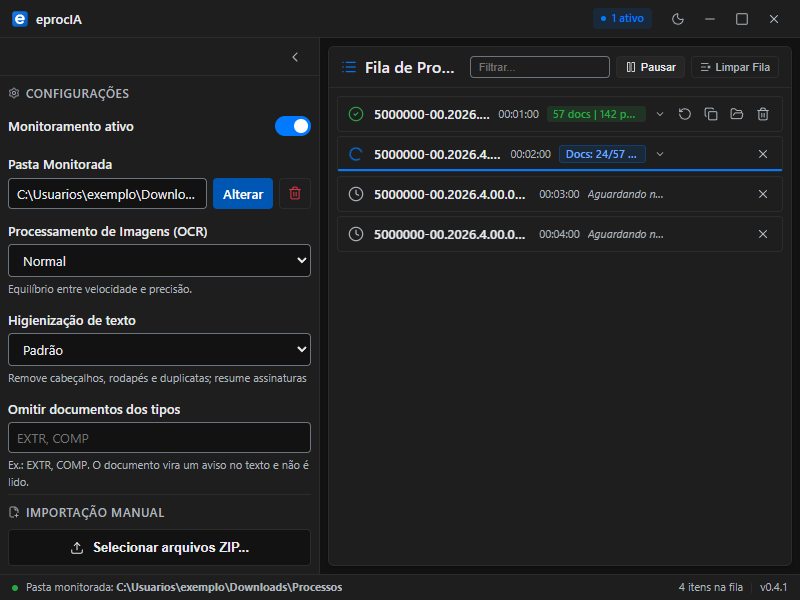 eprocIA
1 ativo
CONFIGURAÇÕES
Monitoramento ativo
Pasta Monitorada
C:\Usuarios\exemplo\Downlo...
Alterar
Processamento de Imagens (OCR)
Normal
Equilíbrio entre velocidade e precisão.
Higienização de texto
Padrão
Remove cabeçalhos, rodapés e duplicatas; resume assinaturas
Omitir documentos dos tipos
EXTR, COMP
Ex.: EXTR, COMP. O documento vira um aviso no texto e não é
lido.
IMPORTAÇÃO MANUAL
Selecionar arquivos ZIP...
Fila de Pro... Filtrar... Pausar Limpar Fila
5000000-00.2026.... 00:01:00 57 docs | 142 p...
5000000-00.2026.4.... 00:02:00 Docs: 24/57 ...
5000000-00.2026.4.00.0... 00:03:00 Aguardando n...
5000000-00.2026.4.00.0... 00:04:00 Aguardando n...
Pasta monitorada: C:\Usuarios\exemplo\Downloads\Processos
4 itens na fila
v0.4.1